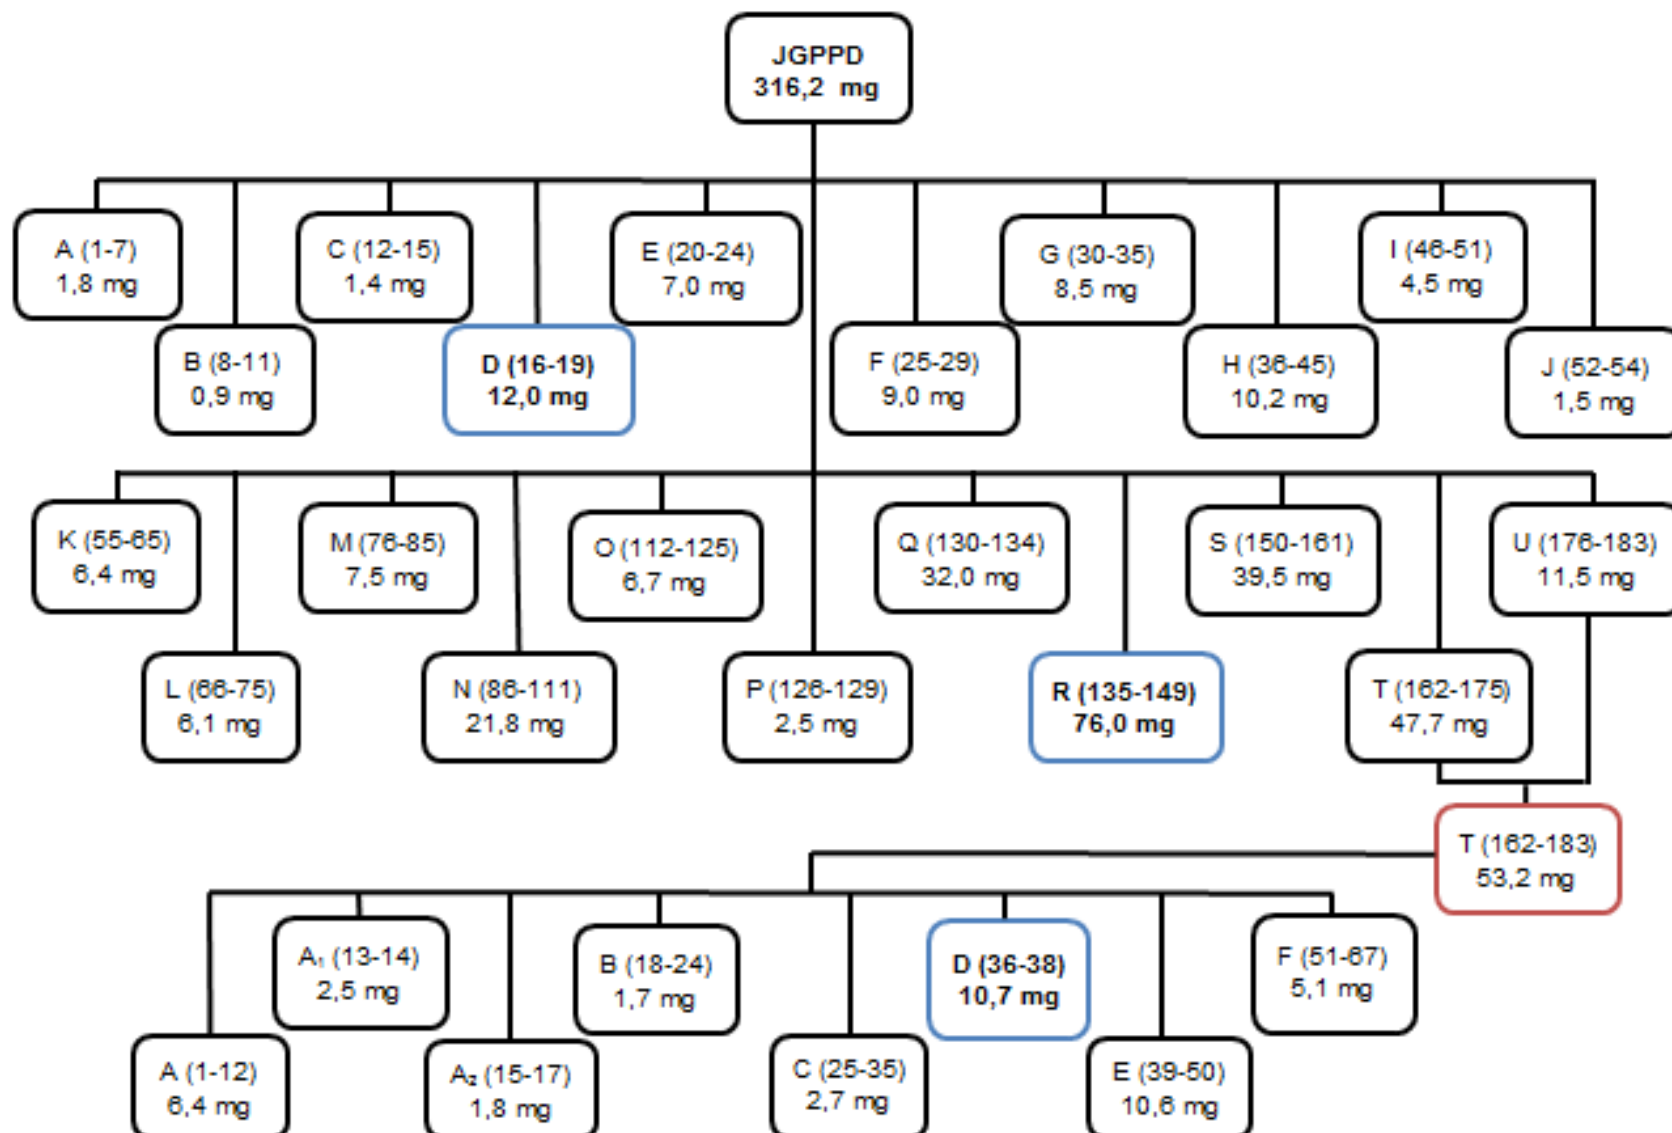 JGPPD
316,2 mg
A (1-7)
1,8 mg
B (8-11)
0,9 mg
C (12-15)
1,4 mg
D (16-19)
12,0 mg
E (20-24)
7,0 mg
F (25-29)
9,0 mg
G (30-35)
8,5 mg
H (36-45)
10,2 mg
I (46-51)
4,5 mg
J (52-54)
1,5 mg
K (55-65)
6,4 mg
L (66-75)
6,1 mg
M (76-85)
7,5 mg
N (86-111)
21,8 mg
O (112-125)
6,7 mg
P (126-129)
2,5 mg
Q (130-134)
32,0 mg
R (135-149)
76,0 mg
S (150-161)
39,5 mg
T (162-175)
47,7 mg
U (176-183)
11,5 mg
T (162-183)
53,2 mg
A (1-12)
6,4 mg
A₁ (13-14)
2,5 mg
A₂ (15-17)
1,8 mg
B (18-24)
1,7 mg
C (25-35)
2,7 mg
D (36-38)
10,7 mg
E (39-50)
10,6 mg
F (51-67)
5,1 mg